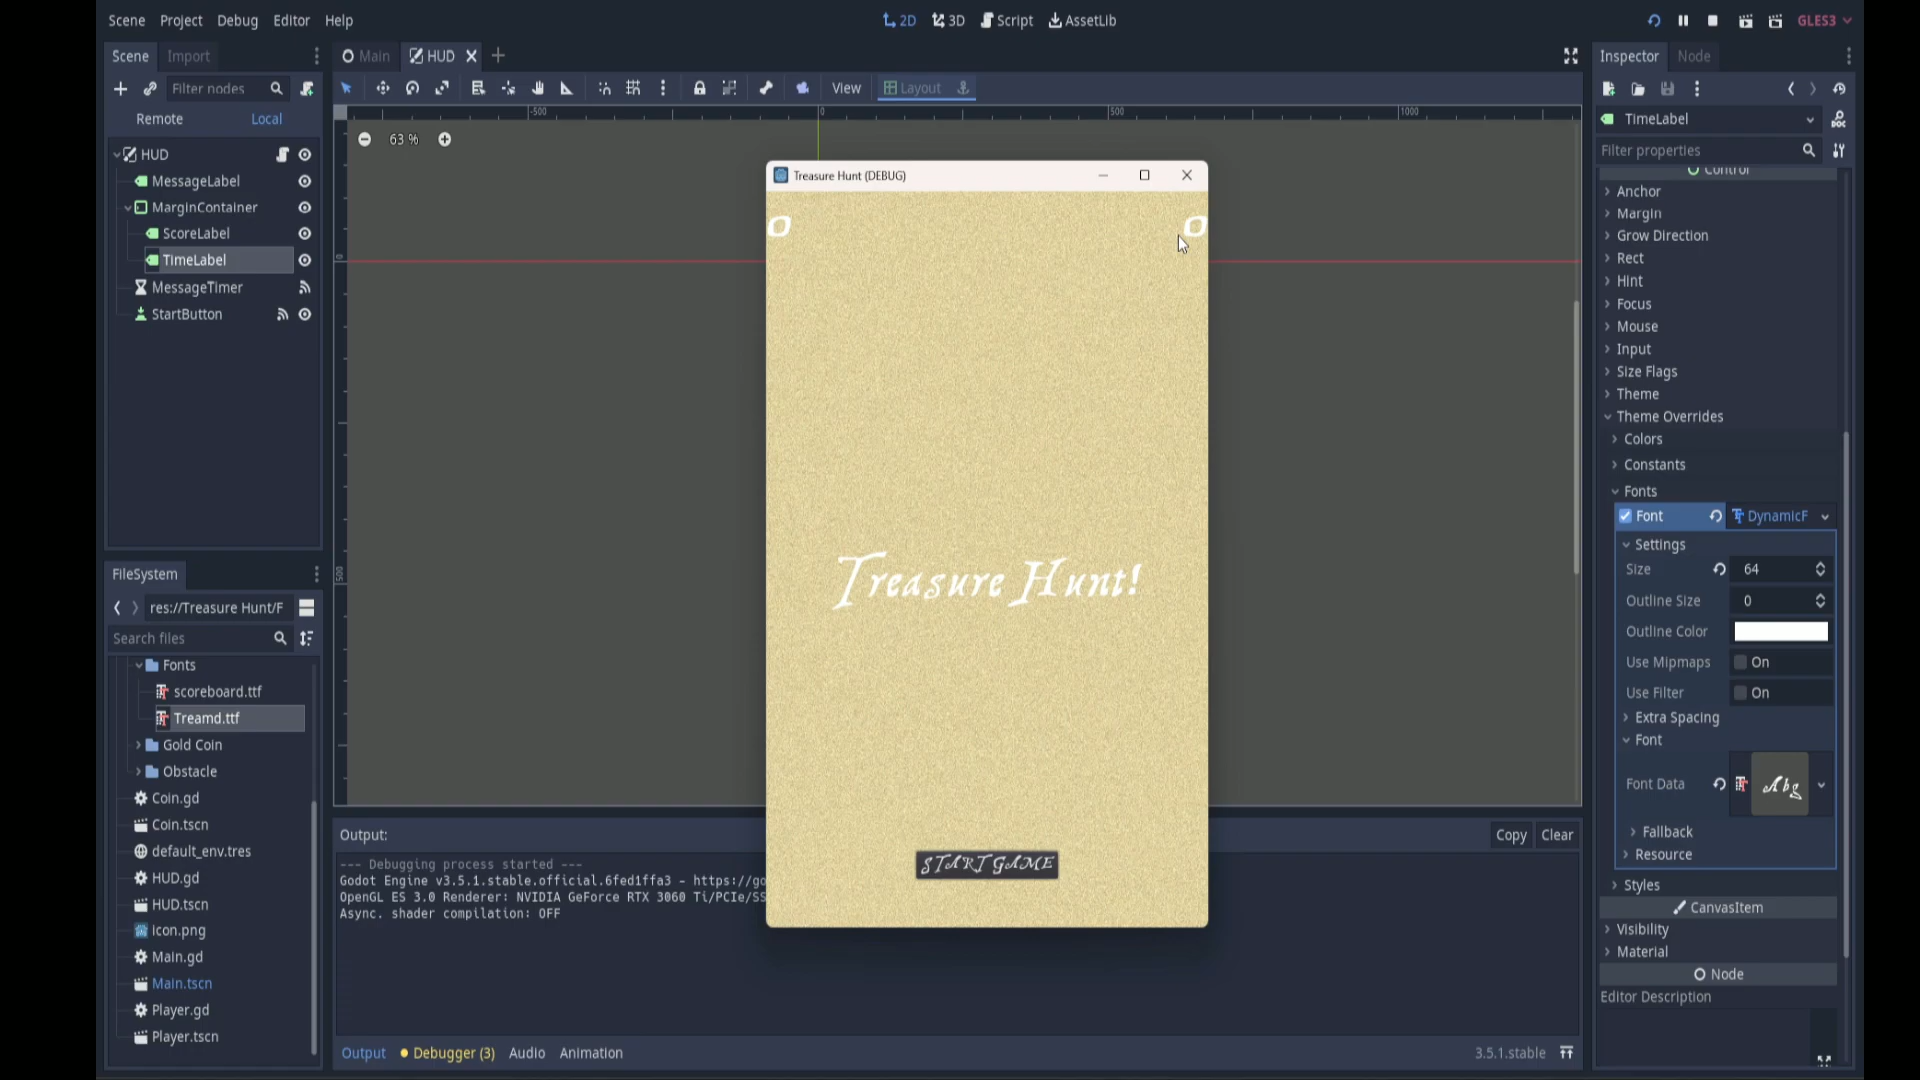 Scene Project Debug Editor Help
2D 3D Script AssetLib
GLES3
Scene Import
Main HUD
Inspector Node
Filter nodes
View Layout
Remote Local
-500 0 500 1000
63 %
TimeLabel
Filter properties
HUD
MessageLabel
MarginContainer
ScoreLabel
TimeLabel
MessageTimer
StartButton
0
500
Treasure Hunt (DEBUG)
0 0
Treasure Hunt!
START GAME
Control
Anchor
Margin
Grow Direction
Rect
Hint
Focus
Mouse
Input
Size Flags
Theme
Theme Overrides
Colors
Constants
Fonts
Font DynamicF
Settings
Size 64
Outline Size 0
Outline Color
Use Mipmaps On
Use Filter On
Extra Spacing
Font
Font Data Abg
Fallback
Resource
Styles
CanvasItem
Visibility
Material
Node
Editor Description
FileSystem
res://Treasure Hunt/F
Search files
Fonts
scoreboard.ttf
Treamd.ttf
Gold Coin
Obstacle
Coin.gd
Coin.tscn
default_env.tres
HUD.gd
HUD.tscn
icon.png
Main.gd
Main.tscn
Player.gd
Player.tscn
Output:
Copy Clear
--- Debugging process started ---
Godot Engine v3.5.1.stable.official.6fed1ffa3 - https://go
OpenGL ES 3.0 Renderer: NVIDIA GeForce RTX 3060 Ti/PCIe/SS
Async. shader compilation: OFF
Output Debugger (3) Audio Animation
3.5.1.stable